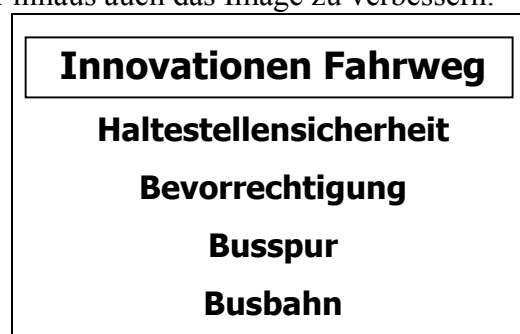 hinaus auch das Image zu verbessern.
Innovationen Fahrweg
Haltestellensicherheit
Bevorrechtigung
Busspur
Busbahn